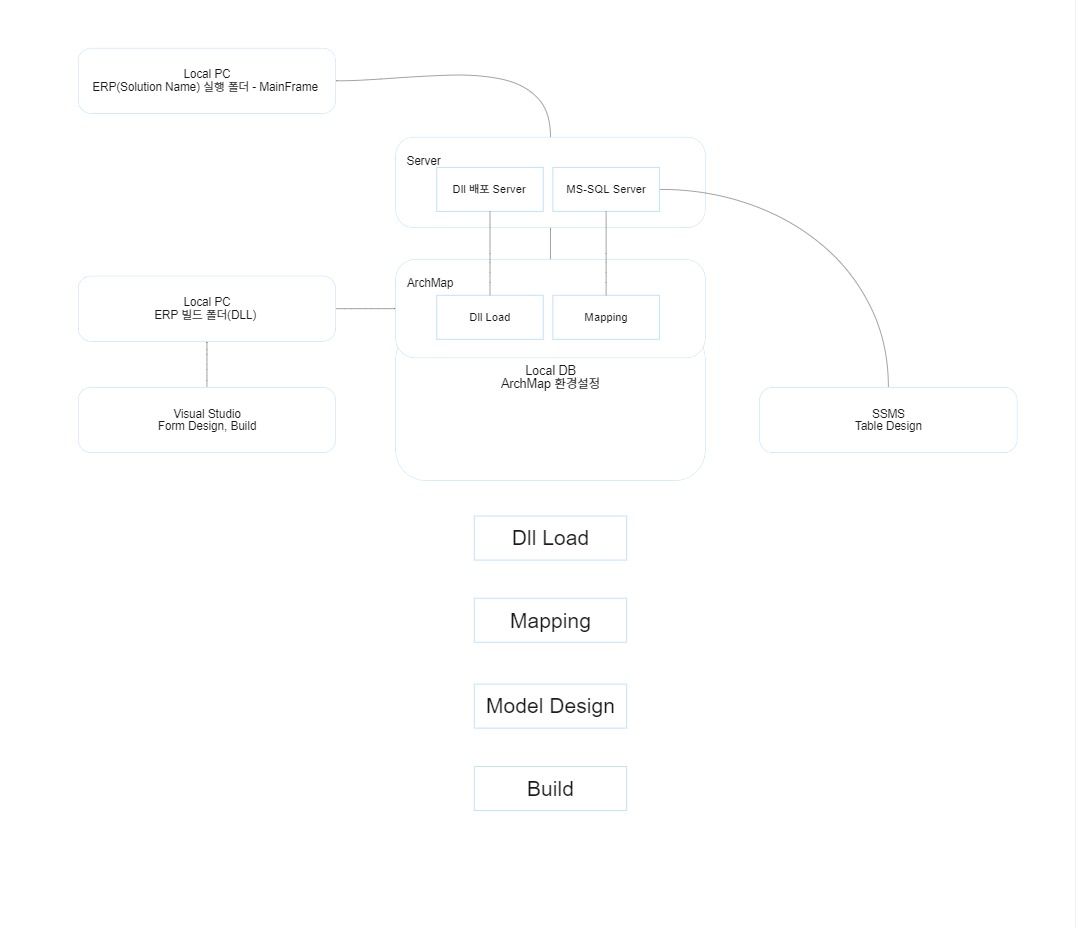 Local PC
ERP(Solution Name) 실행 폴더 - MainFrame
Server
Dll 배포 Server
MS-SQL Server
Local PC
ERP 빌드 폴더(DLL)
ArchMap
Dll Load
Mapping
Local DB
ArchMap 환경설정
Visual Studio
Form Design, Build
SSMS
Table Design
Dll Load
Mapping
Model Design
Build